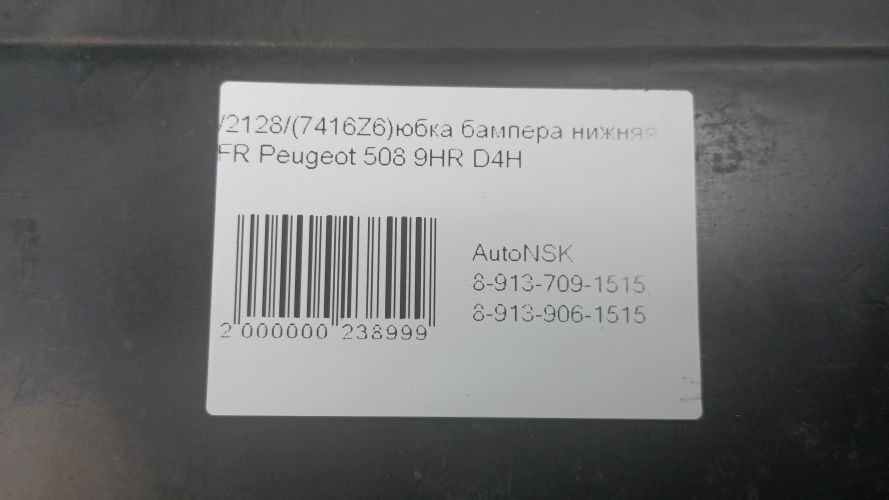 /2128/(7416Z6)юбка бампера нижняя
FR Peugeot 508 9HR D4H
AutoNSK
8-913-709-1515
8-913-906-1515
2 000000 238999